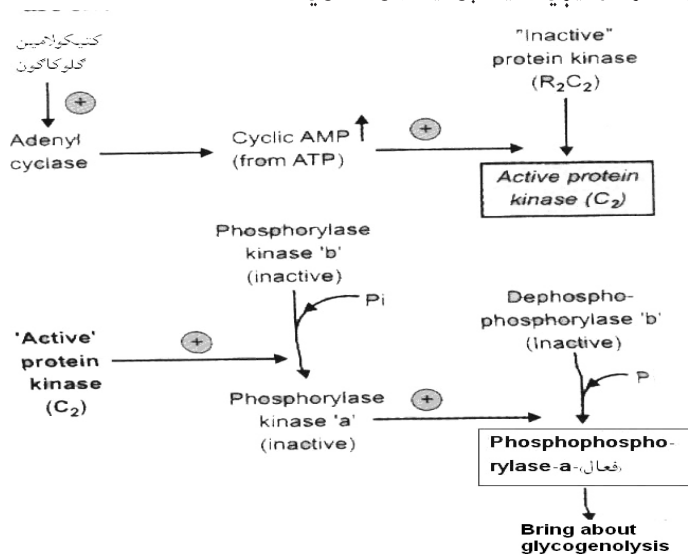 کتیکولامین
گلوکاگون
+
Adenyl
cyclase
Cyclic AMP
(from ATP)
+
"Inactive"
protein kinase
(R₂C₂)
Active protein
kinase (C₂)
Phosphorylase
kinase 'b'
(inactive)
Pi
'Active'
protein
kinase
(C₂)
+
Phosphorylase
kinase 'a'
(inactive)
+
Dephospho-
phosphorylase 'b'
(Inactive)
P
Phosphophospho-
rylase-a-(فعال)
Bring about
glycogenolysis